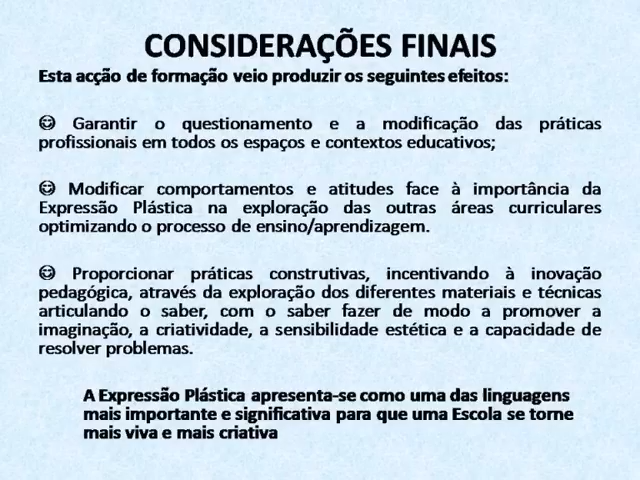 CONSIDERAÇÕES FINAIS
Esta acção de formação veio produzir os seguintes efeitos:
☺ Garantir o questionamento e a modificação das práticas
profissionais em todos os espaços e contextos educativos;
☺ Modificar comportamentos e atitudes face à importância da
Expressão Plástica na exploração das outras áreas curriculares
optimizando o processo de ensino/aprendizagem.
☺ Proporcionar práticas construtivas, incentivando à inovação
pedagógica, através da exploração dos diferentes materiais e técnicas
articulando o saber, com o saber fazer de modo a promover a
imaginação, a criatividade, a sensibilidade estética e a capacidade de
resolver problemas.
A Expressão Plástica apresenta-se como uma das linguagens
mais importante e significativa para que uma Escola se torne
mais viva e mais criativa